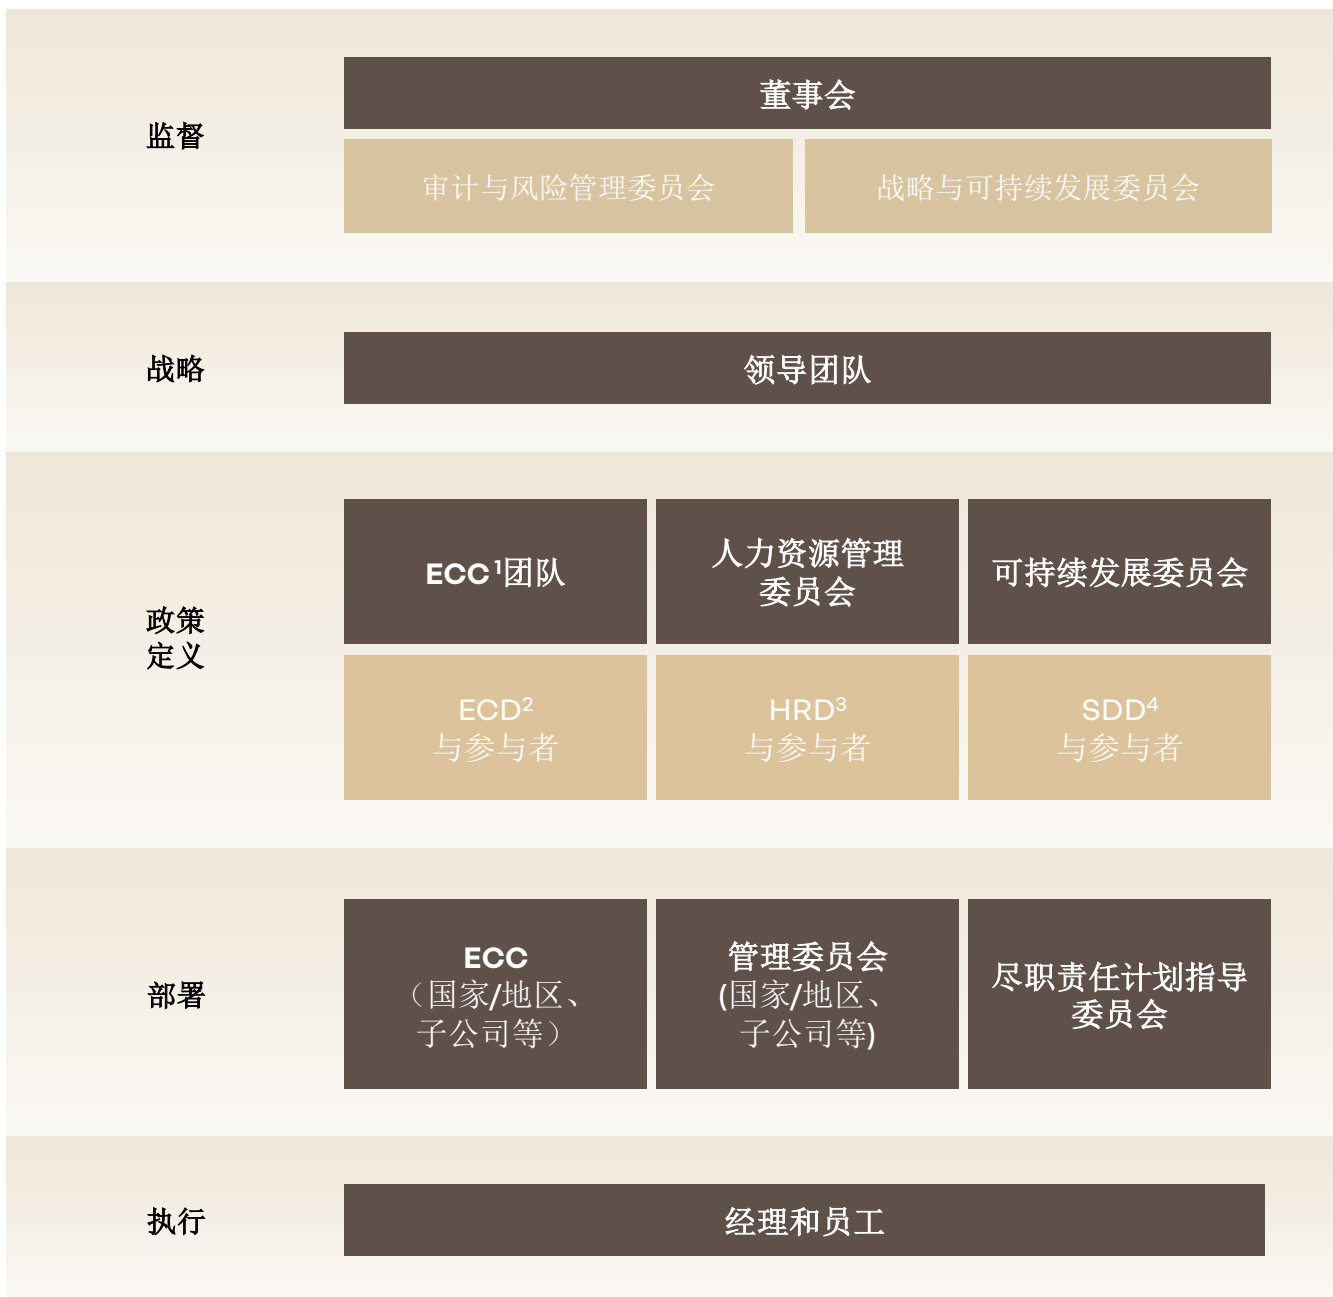 监督
董事会
审计与风险管理委员会
战略与可持续发展委员会
战略
领导团队
政策
定义
ECC¹团队
人力资源管理
委员会
可持续发展委员会
ECD²
与参与者
HRD³
与参与者
SDD⁴
与参与者
部署
ECC
（国家/地区、
子公司等）
管理委员会
(国家/地区、
子公司等)
尽职责任计划指导
委员会
执行
经理和员工